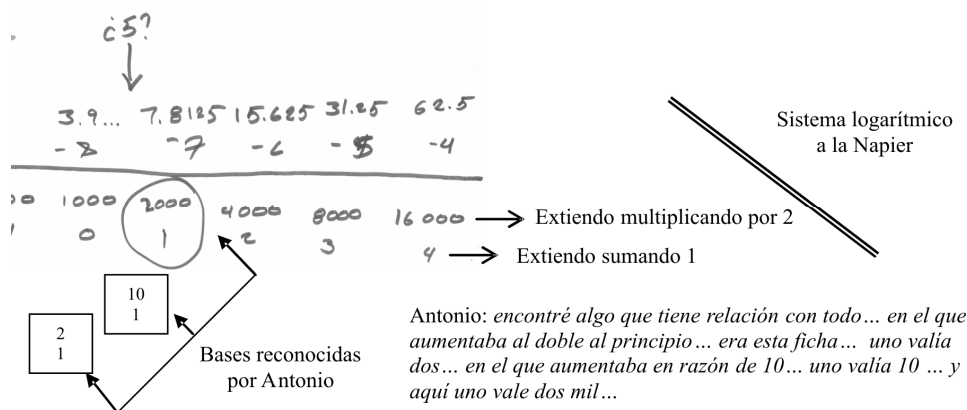 ¿5?
3.9... 7.8125 15.625 31.25 62.5
-8 -7 -6 -5 -4
00 1000 2000 4000 8000 16000
0 1 2 3 4
Extiendo multiplicando por 2
Extiendo sumando 1
10
1
2
1
Bases reconocidas
por Antonio
Sistema logarítmico
a la Napier
Antonio: encontré algo que tiene relación con todo... en el que
aumentaba al doble al principio... era esta ficha... uno valía
dos... en el que aumentaba en razón de 10... uno valía 10 ... y
aquí uno vale dos mil...